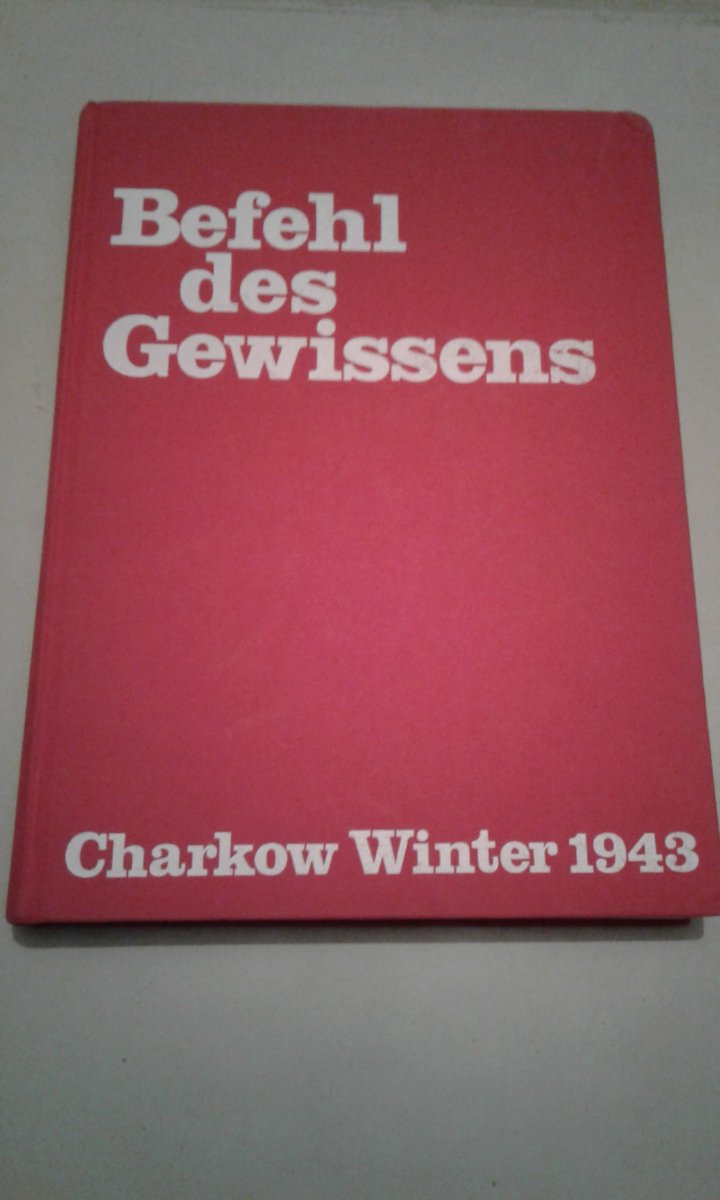 Befehl
des
Gewissens
Charkow Winter 1943